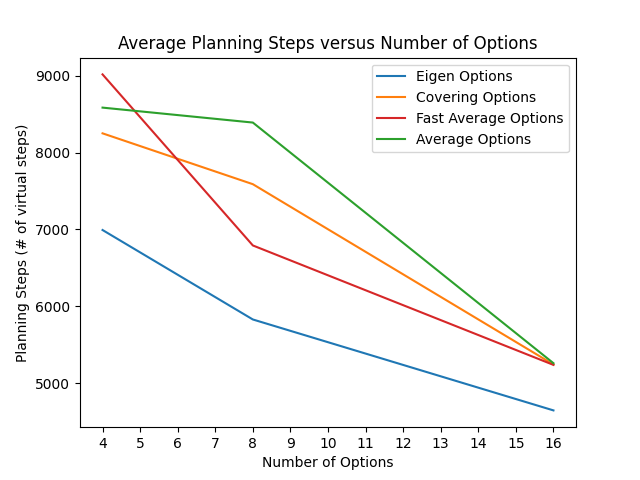 Average Planning Steps versus Number of Options
Eigen Options
Covering Options
Fast Average Options
Average Options
Planning Steps (# of virtual steps)
9000
8000
7000
6000
5000
4 5 6 7 8 9 10 11 12 13 14 15 16
Number of Options